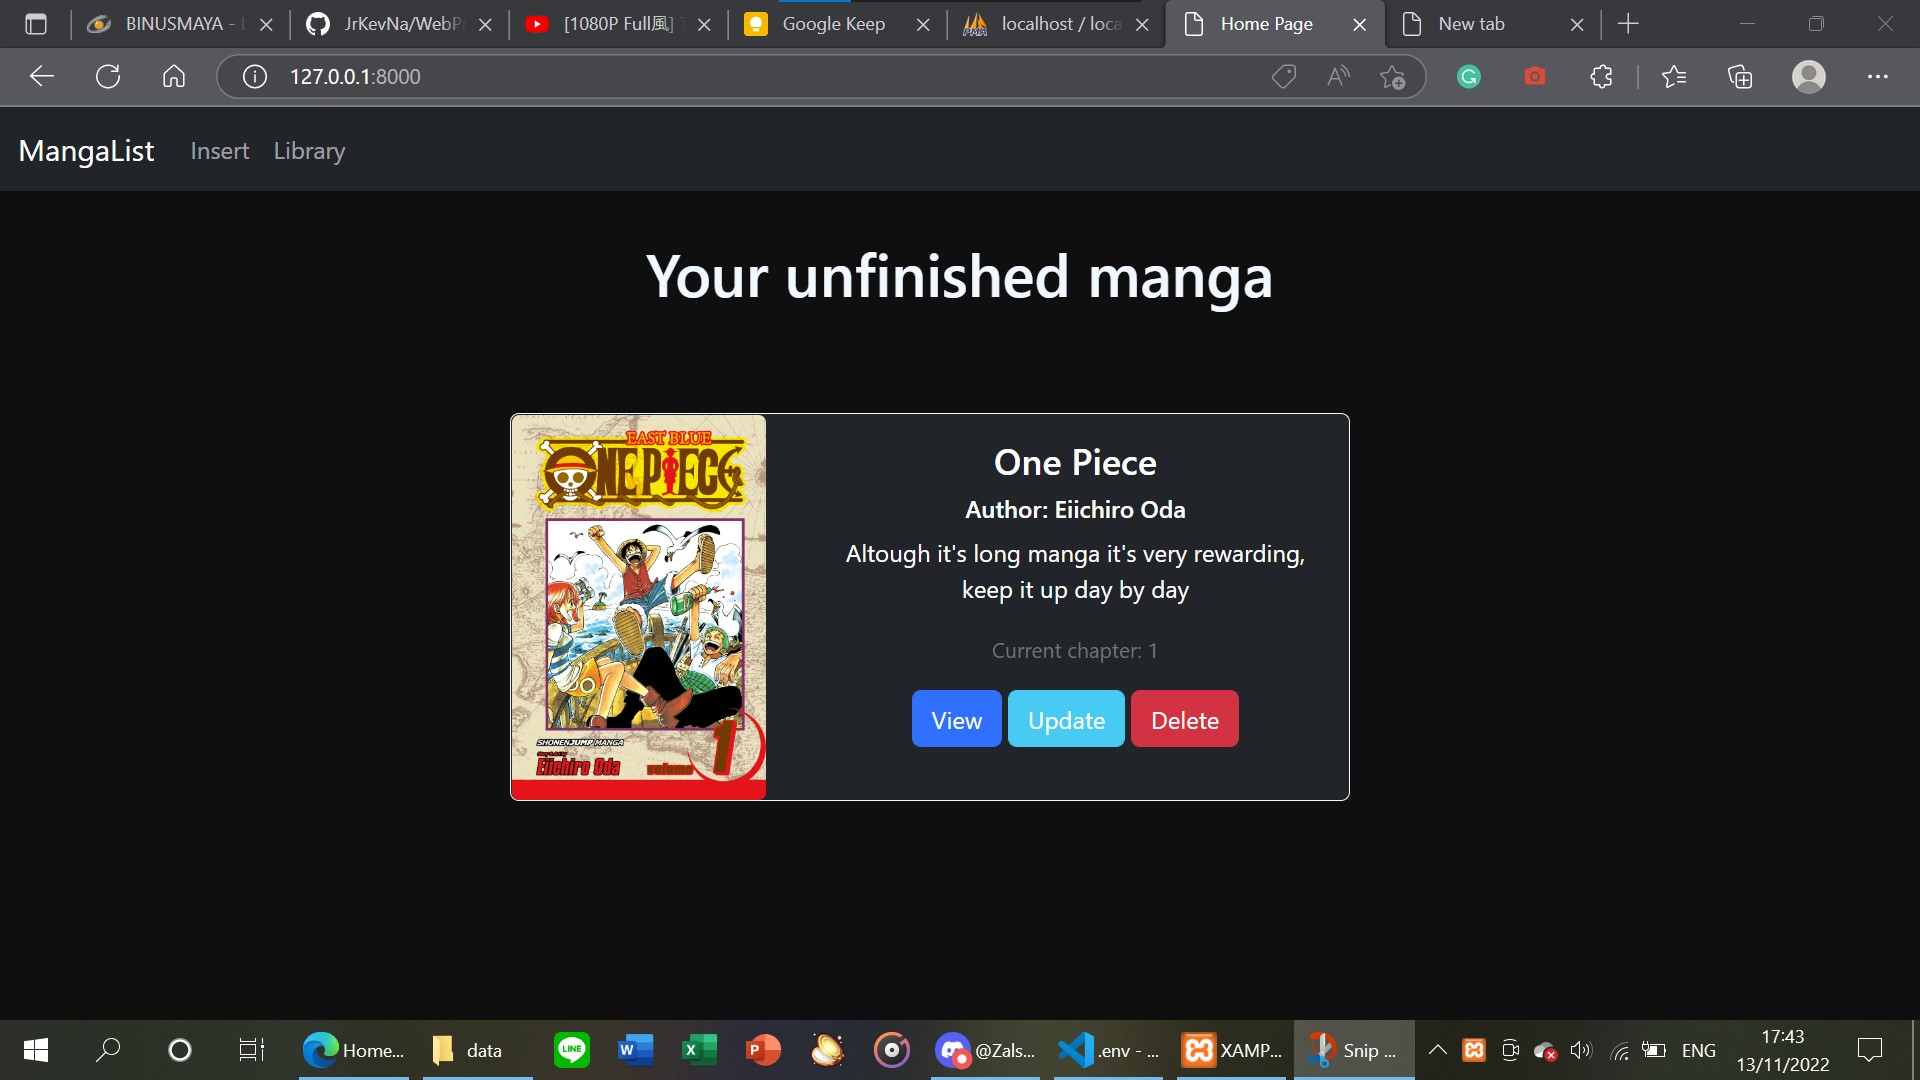 BINUSMAYA - 
JrKevNa/WebP
[1080P Full風]
Google Keep
localhost / loca
Home Page
New tab
127.0.0.1:8000
MangaList
Insert
Library
Your unfinished manga
EAST BLUE
ONE PIECE
SHONEN JUMP MANGA
Eiichiro Oda
volume
1
One Piece
Author: Eiichiro Oda
Altough it's long manga it's very rewarding,
keep it up day by day
Current chapter: 1
View
Update
Delete
Home...
data
LINE
@Zals...
.env - ...
XAMP...
Snip ...
ENG
17:43
13/11/2022